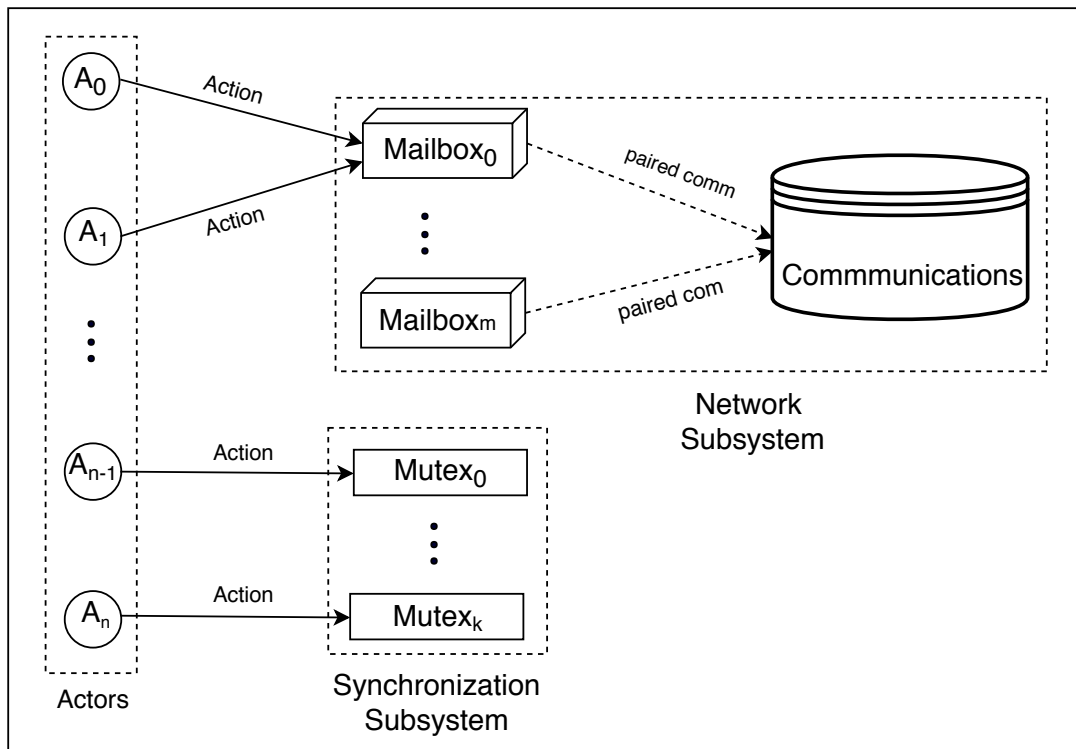 A0
Action
Mailbox0
paired comm
Action
A1
Commmunications
Mailboxm
paired com
Network
Subsystem
An-1
Action
Mutex0
An
Action
Mutexk
Actors
Synchronization
Subsystem